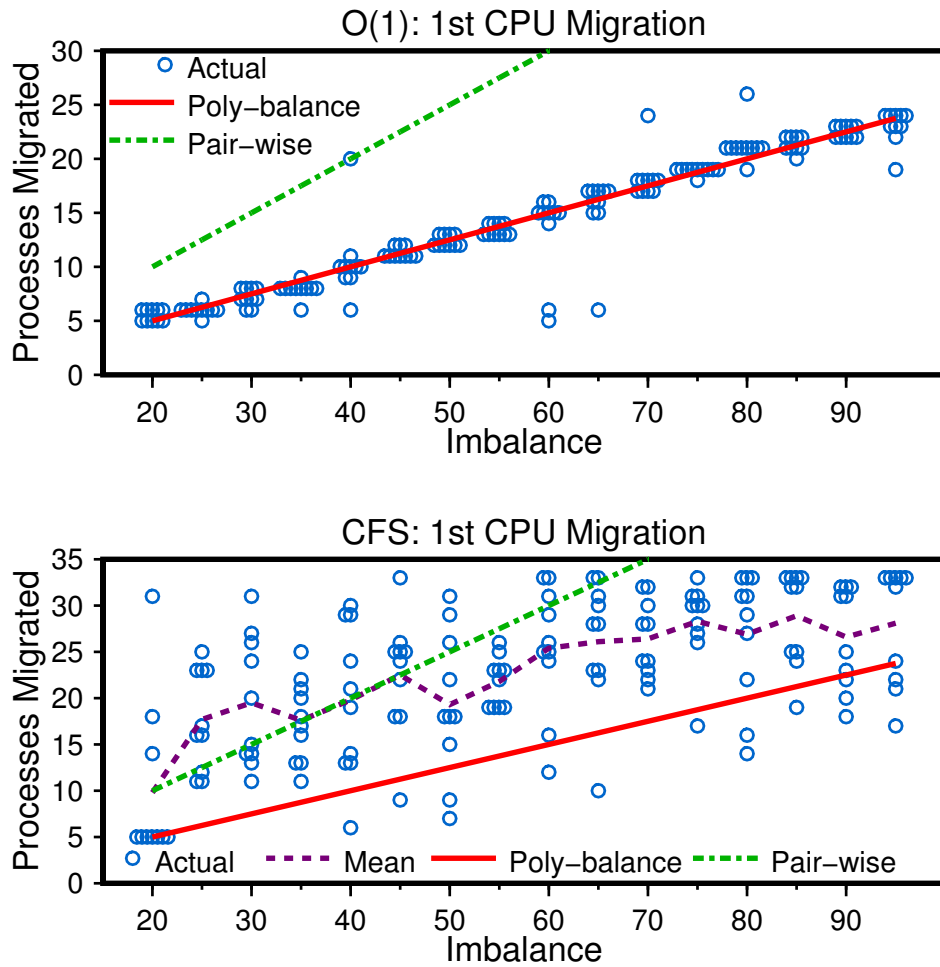 O(1): 1st CPU Migration
30
25
20
15
10
5
0
Processes Migrated
Actual
Poly-balance
Pair-wise
20 30 40 50 60 70 80 90
Imbalance
CFS: 1st CPU Migration
35
30
25
20
15
10
5
0
Processes Migrated
Actual Mean Poly-balance Pair-wise
20 30 40 50 60 70 80 90
Imbalance